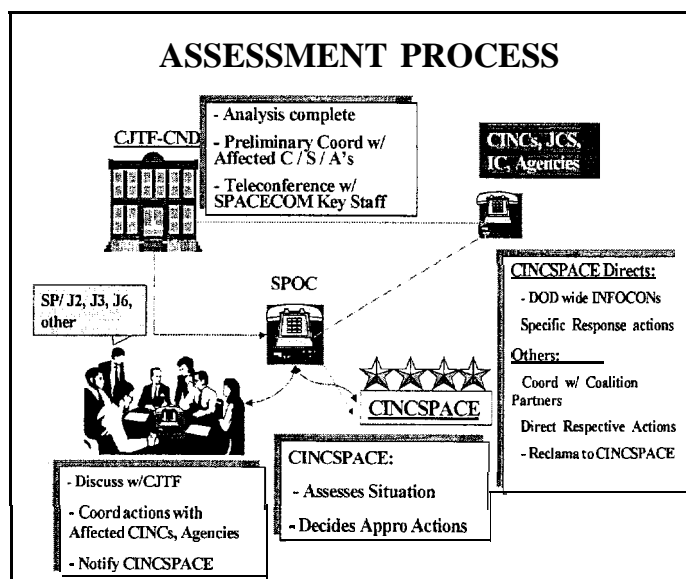 ASSESSMENT PROCESS
CJTF-CND
- Analysis complete
- Preliminary Coord w/
Affected C / S / A's
- Teleconference w/
SPACECOM Key Staff
CINCs, JCS,
IC, Agencies
SP/ J2, J3, J6,
other
SPOC
CINCSPACE
CINCSPACE Directs:
- DOD wide INFOCONs
Specific Response actions
Others:
Coord w/ Coalition
Partners
Direct Respective Actions
- Reclama to CINCSPACE
- Discuss w/CJTF
- Coord actions with
Affected CINCs, Agencies
- Notify CINCSPACE
CINCSPACE:
- Assesses Situation
- Decides Appro Actions